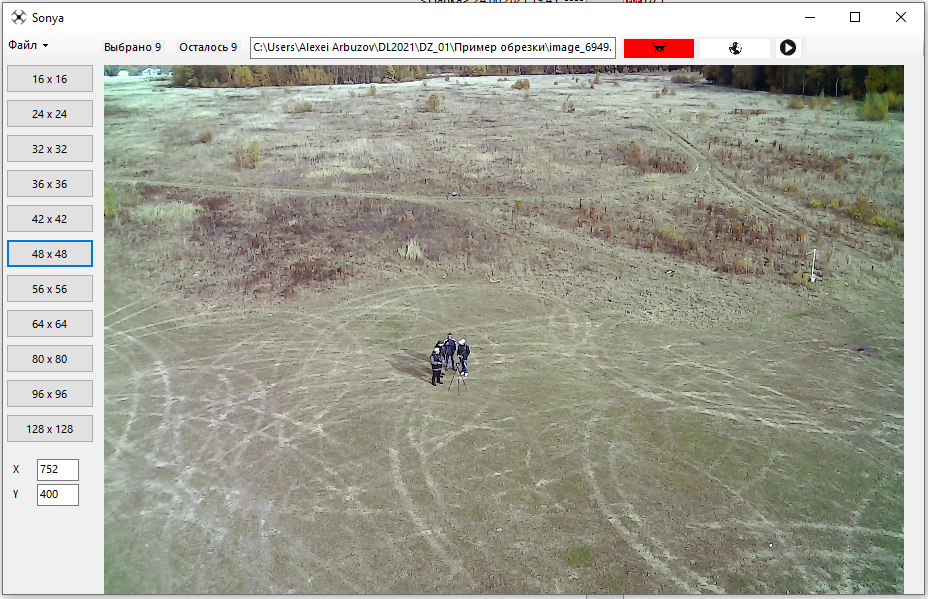 Sonya
Файл
Выбрано 9 Осталось 9 C:\Users\Alexei Arbuzov\DL2021\DZ_01\Пример обрезки\image_6949.
16 x 16
24 x 24
32 x 32
36 x 36
42 x 42
48 x 48
56 x 56
64 x 64
80 x 80
96 x 96
128 x 128
X 752
Y 400